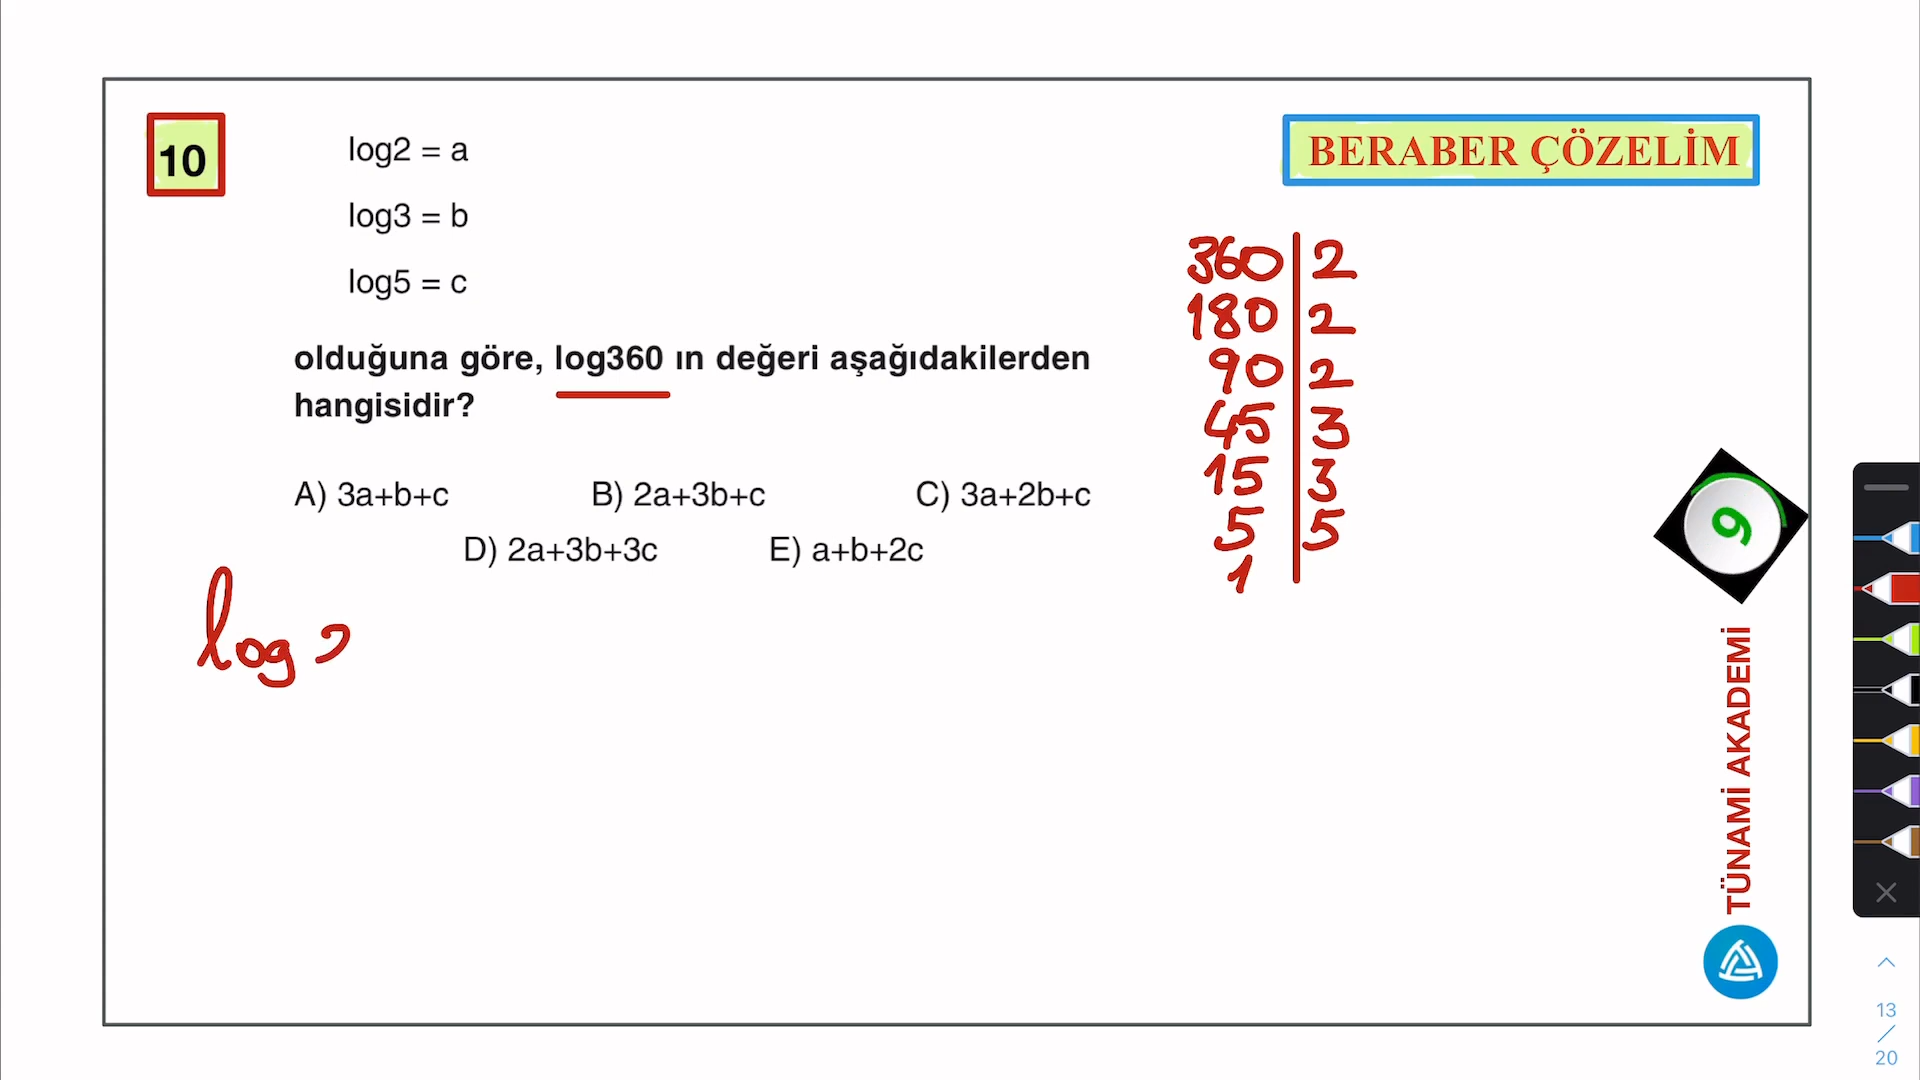 10
log2 = a
log3 = b
log5 = c
olduğuna göre, log360 ın değeri aşağıdakilerden
hangisidir?
A) 3a+b+c B) 2a+3b+c C) 3a+2b+c
D) 2a+3b+3c E) a+b+2c
BERABER ÇÖZELİM
360 2
180 2
90 2
45 3
15 3
5 5
1
log
9
TÜNAMİ AKADEMİ
13
/
20